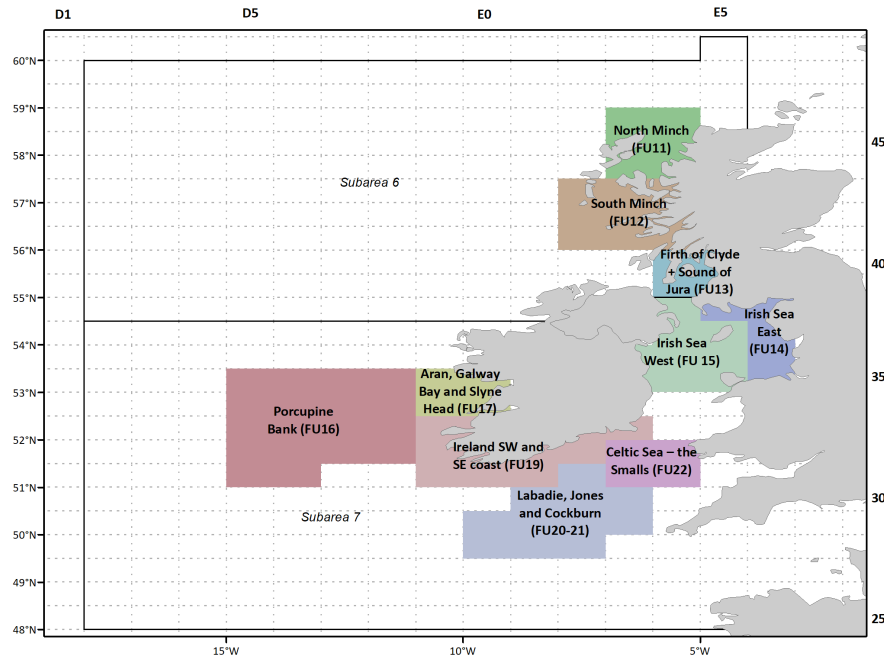 D1
D5
E0
E5
60°N
59°N
58°N
57°N
56°N
55°N
54°N
53°N
52°N
51°N
50°N
49°N
48°N
North Minch
(FU11)
Subarea 6
South Minch
(FU12)
Firth of Clyde
+ Sound of
Jura (FU13)
Irish Sea
East
(FU14)
Irish Sea
West (FU 15)
Aran, Galway
Bay and Slyne
Head (FU17)
Porcupine
Bank (FU16)
Ireland SW and
SE coast (FU19)
Celtic Sea – the
Smalls (FU22)
Labadie, Jones
and Cockburn
(FU20-21)
Subarea 7
45
40
35
30
25
15°W
10°W
5°W